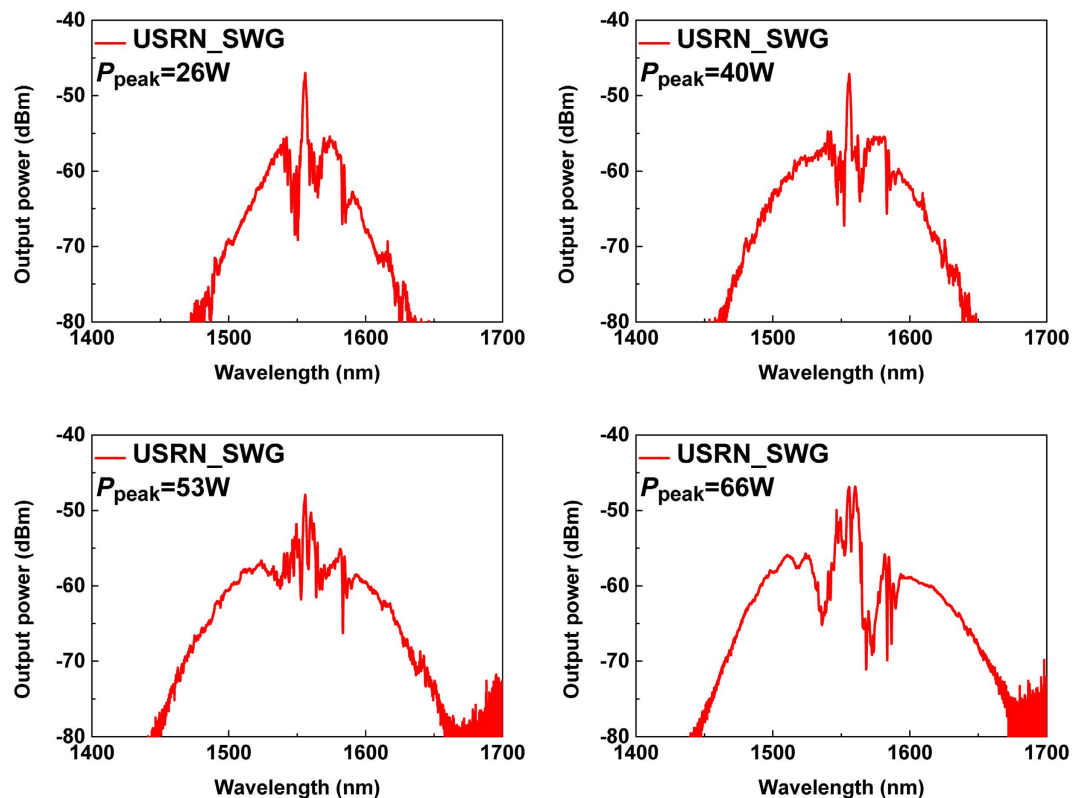 -40
-50
-60
-70
-80
Output power (dBm)
USRN_SWG
Ppeak=26W
1400
1500
1600
1700
Wavelength (nm)
-40
-50
-60
-70
-80
Output power (dBm)
USRN_SWG
Ppeak=40W
1400
1500
1600
1700
Wavelength (nm)
-40
-50
-60
-70
-80
Output power (dBm)
USRN_SWG
Ppeak=53W
1400
1500
1600
1700
Wavelength (nm)
-40
-50
-60
-70
-80
Output power (dBm)
USRN_SWG
Ppeak=66W
1400
1500
1600
1700
Wavelength (nm)